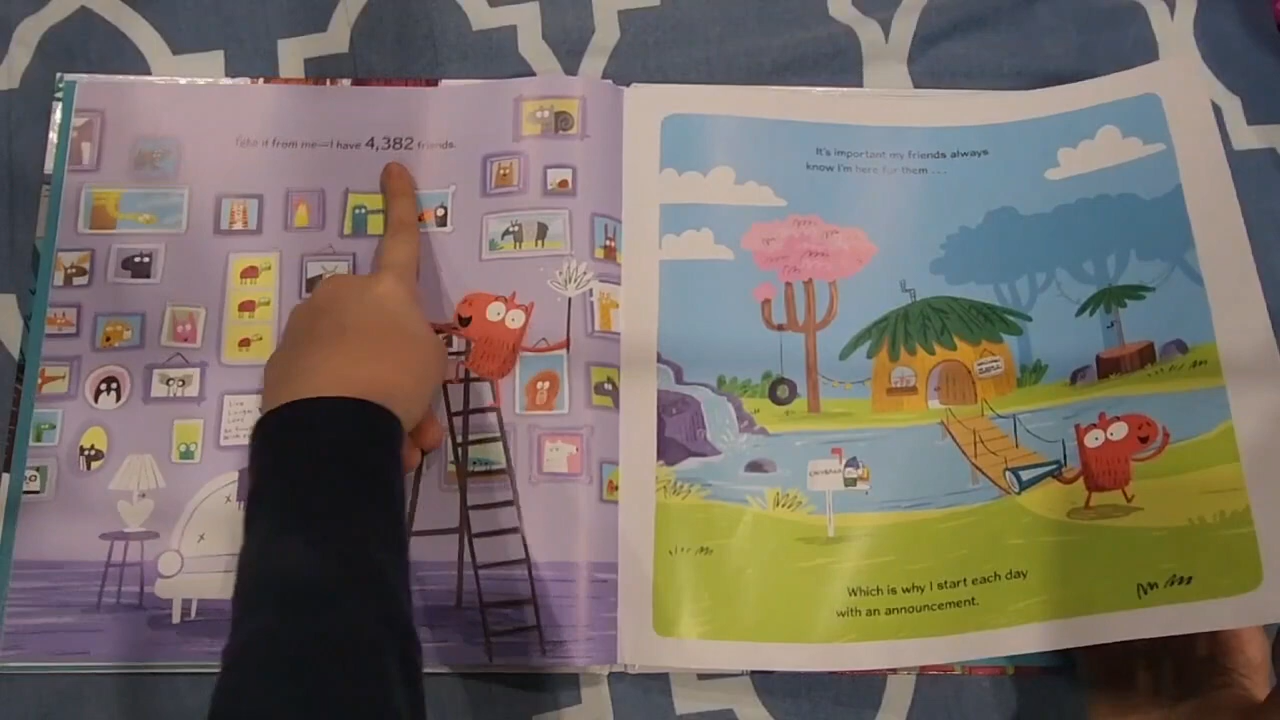 Take it from me—I have 4,382 friends.
It's important my friends always
know I'm here for them . . .
Which is why I start each day
with an announcement.